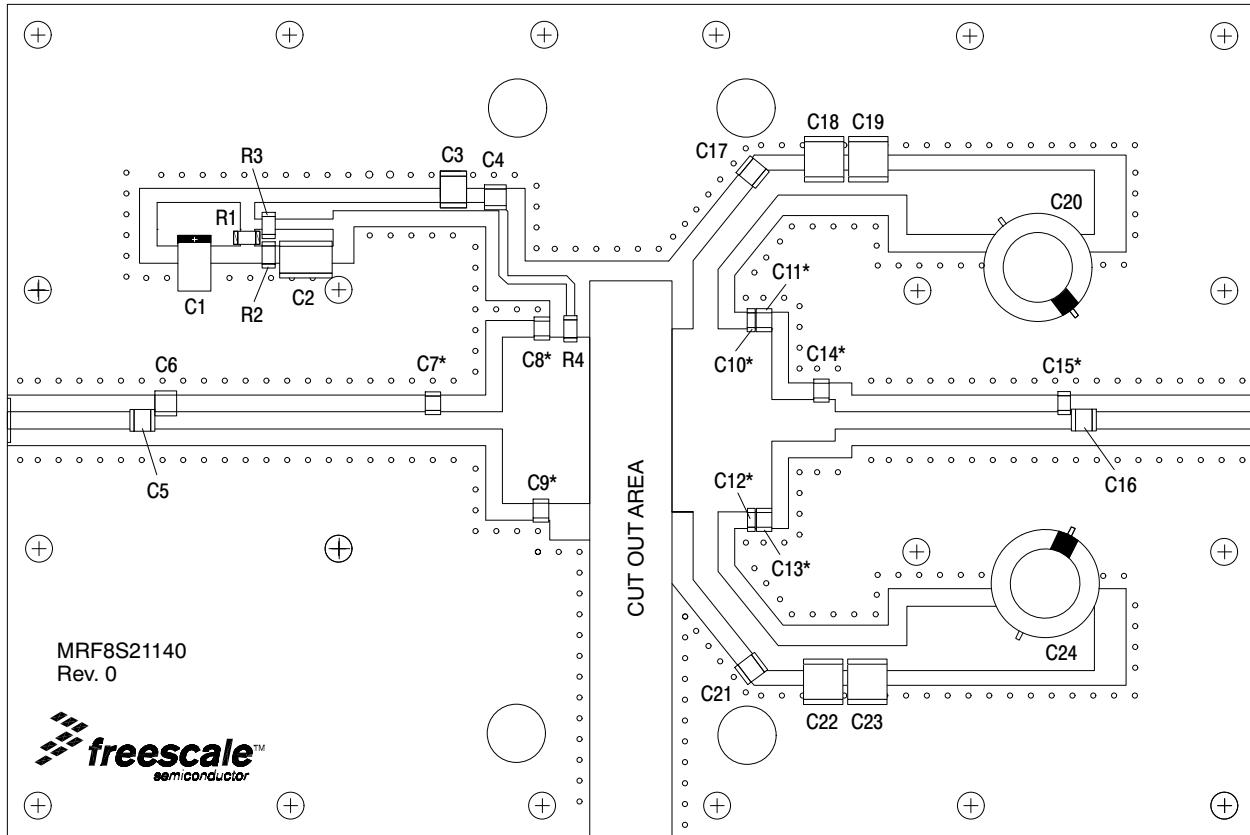 C18 C19
C17
R3
C3
C4
R1
C20
C1
R2
C2
C11*
C10*
C8*
R4
C14*
C6
C7*
C15*
C5
C16
C9*
C12*
C13*
CUT OUT AREA
MRF8S21140
Rev. 0
C24
C21
C22 C23
freescale™
semiconductor